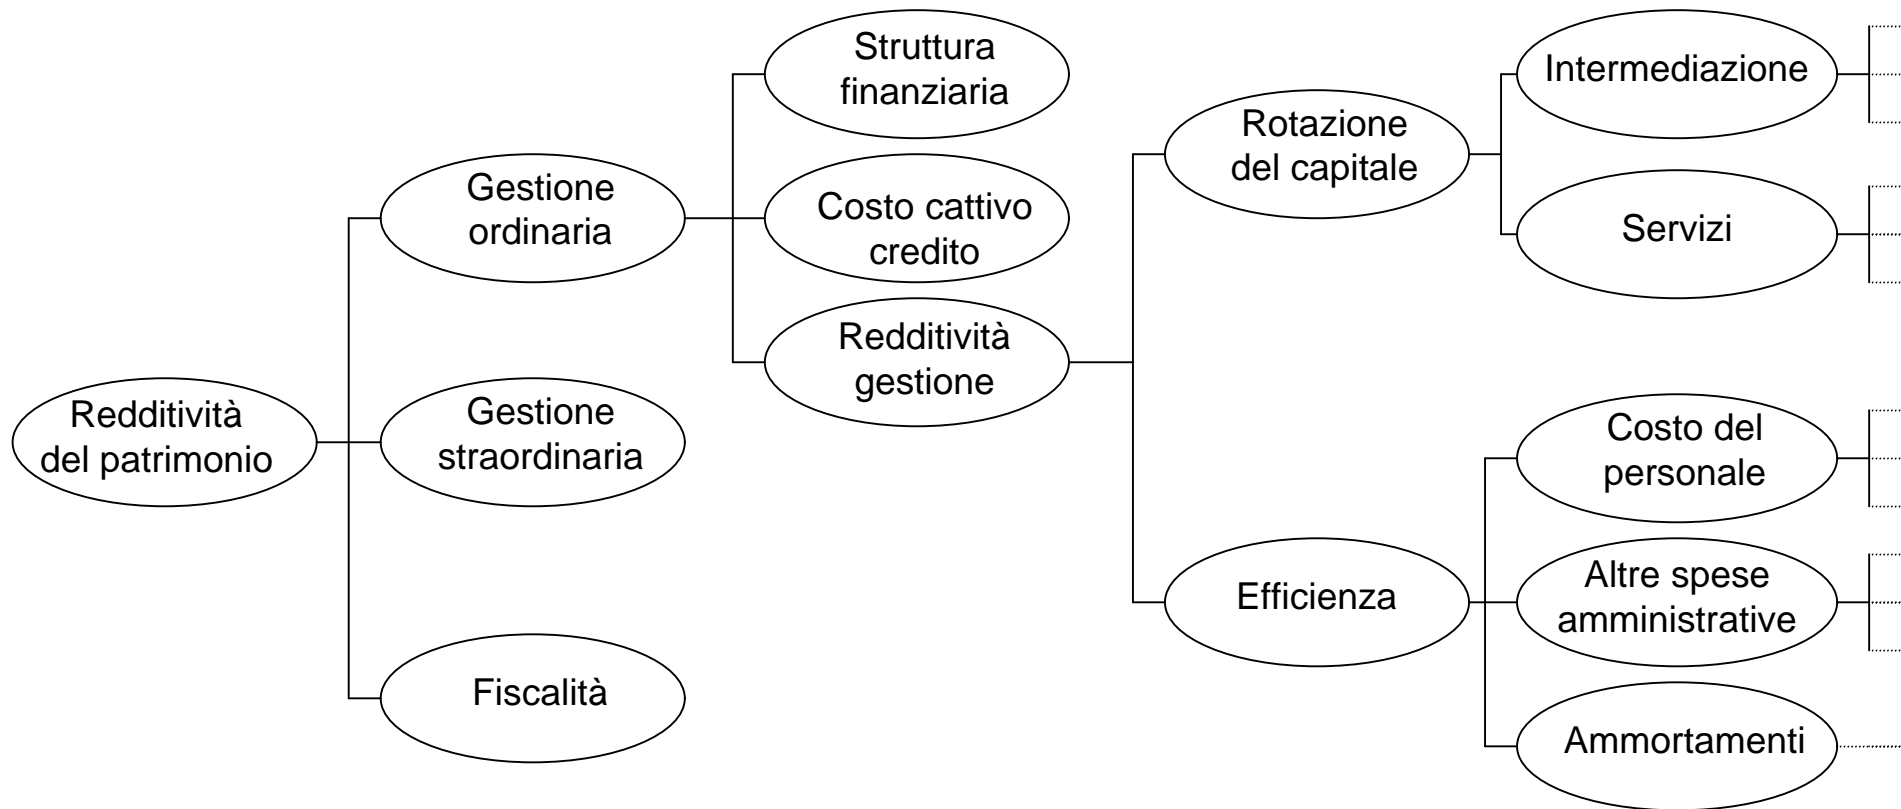 Struttura
finanziaria
Intermediazione
Rotazione
del capitale
Gestione
ordinaria
Costo cattivo
credito
Servizi
Redditività
gestione
Redditività
del patrimonio
Gestione
straordinaria
Costo del
personale
Efficienza
Altre spese
amministrative
Fiscalità
Ammortamenti